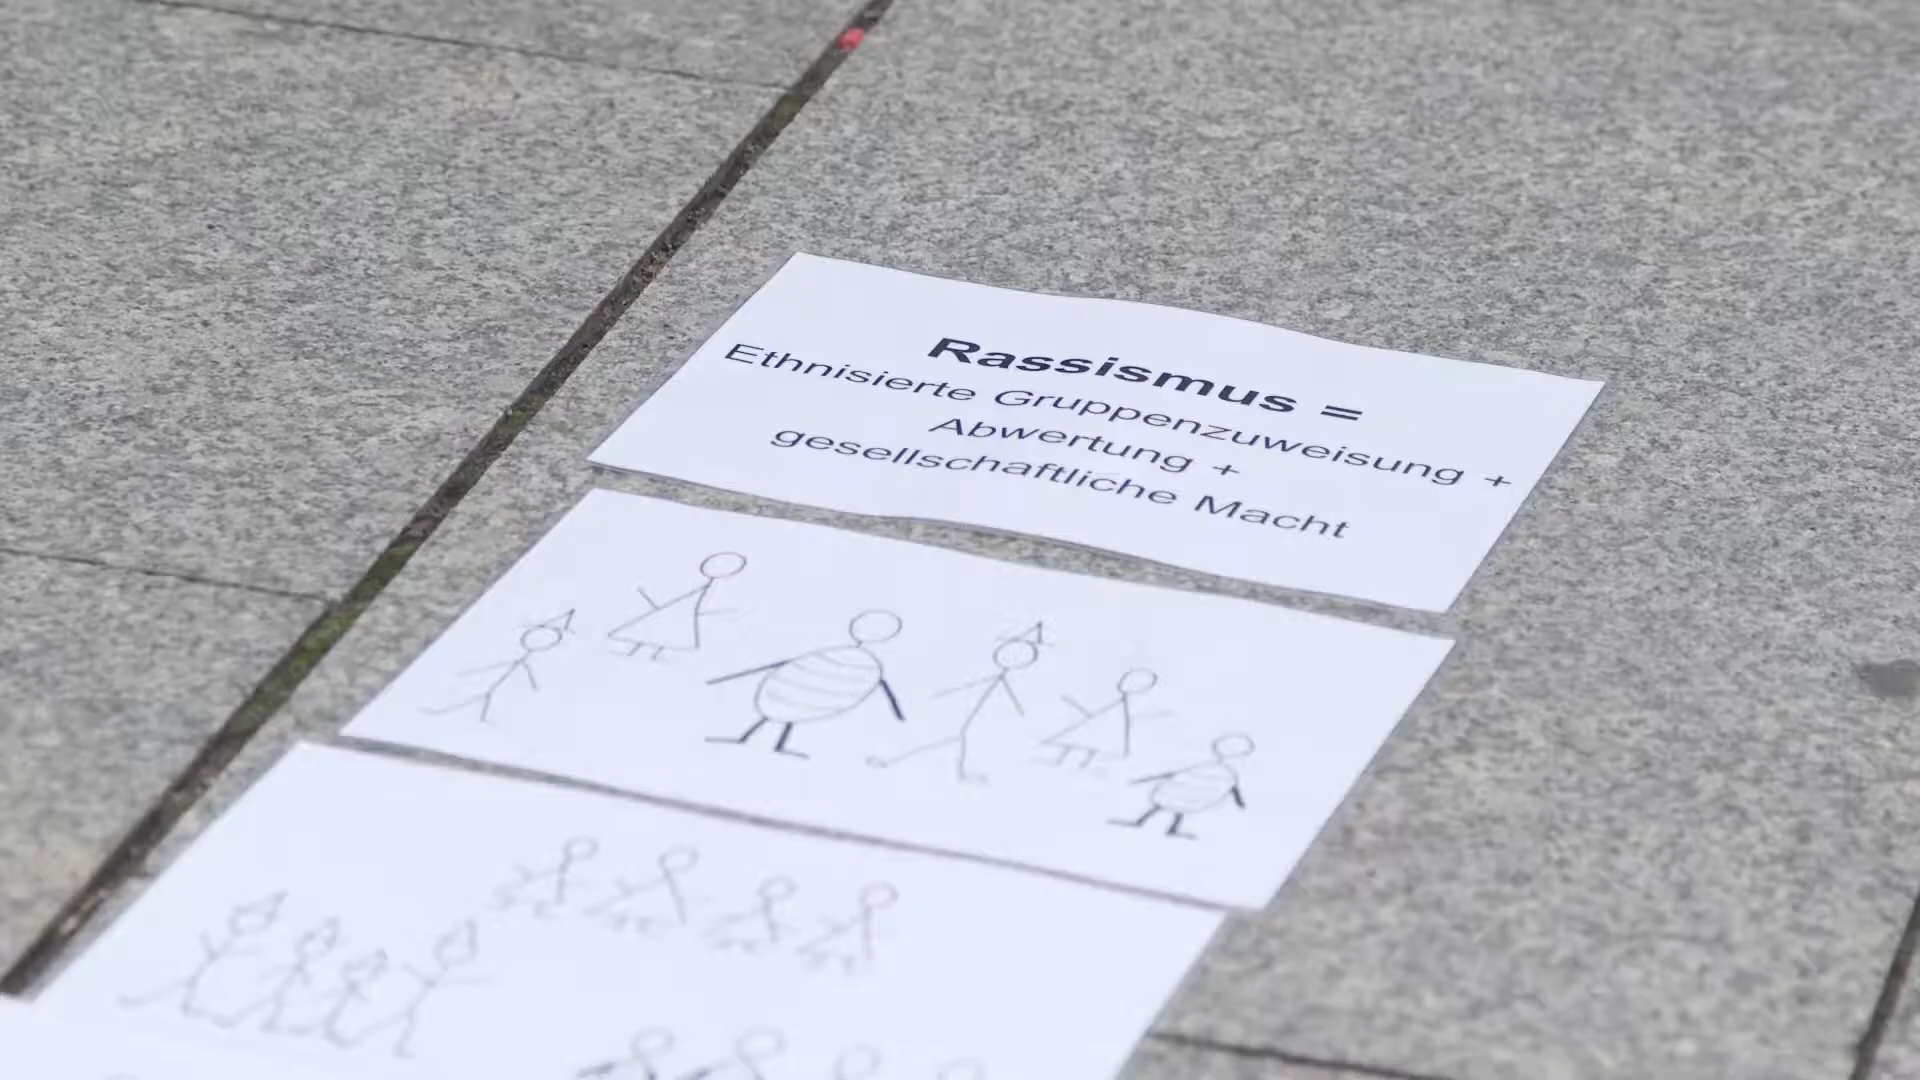 Rassismus =
Ethnisierte Gruppenzuweisung +
Abwertung +
gesellschaftliche Macht